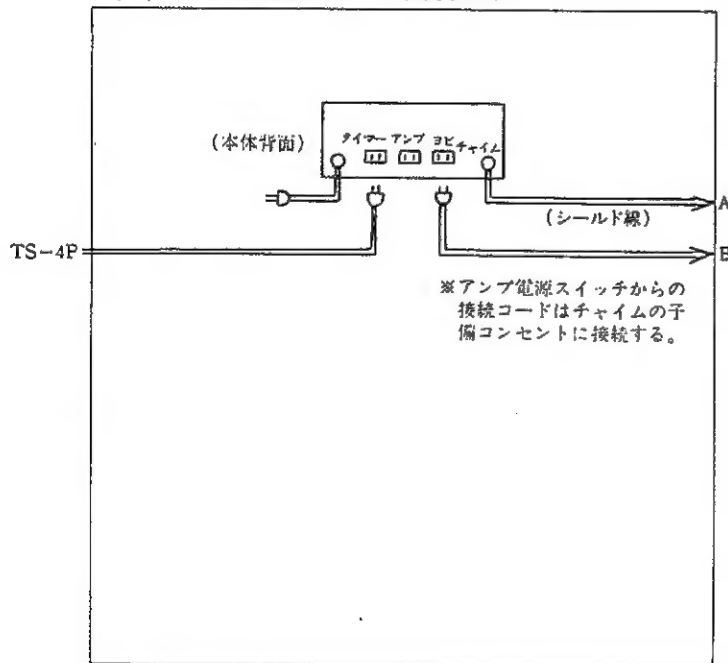 (本体背面)
タイマー アンプ ヨビ チャイム
A
(シールド線)
TS-4P
B
※アンプ電源スイッチからの
接続コードはチャイムの予
備コンセントに接続する。